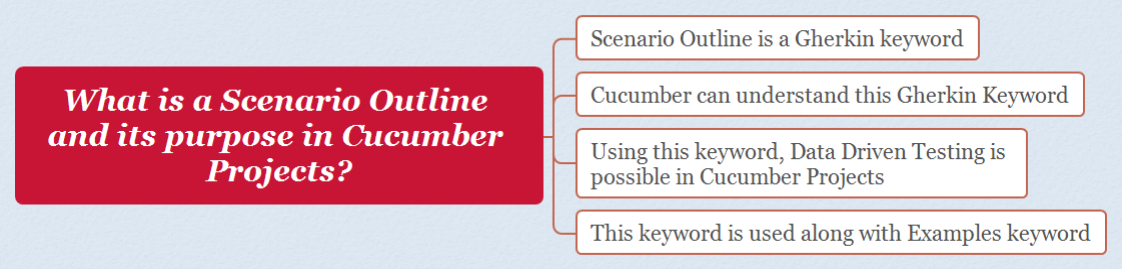 What is a Scenario Outline
and its purpose in Cucumber
Projects?
Scenario Outline is a Gherkin keyword
Cucumber can understand this Gherkin Keyword
Using this keyword, Data Driven Testing is
possible in Cucumber Projects
This keyword is used along with Examples keyword